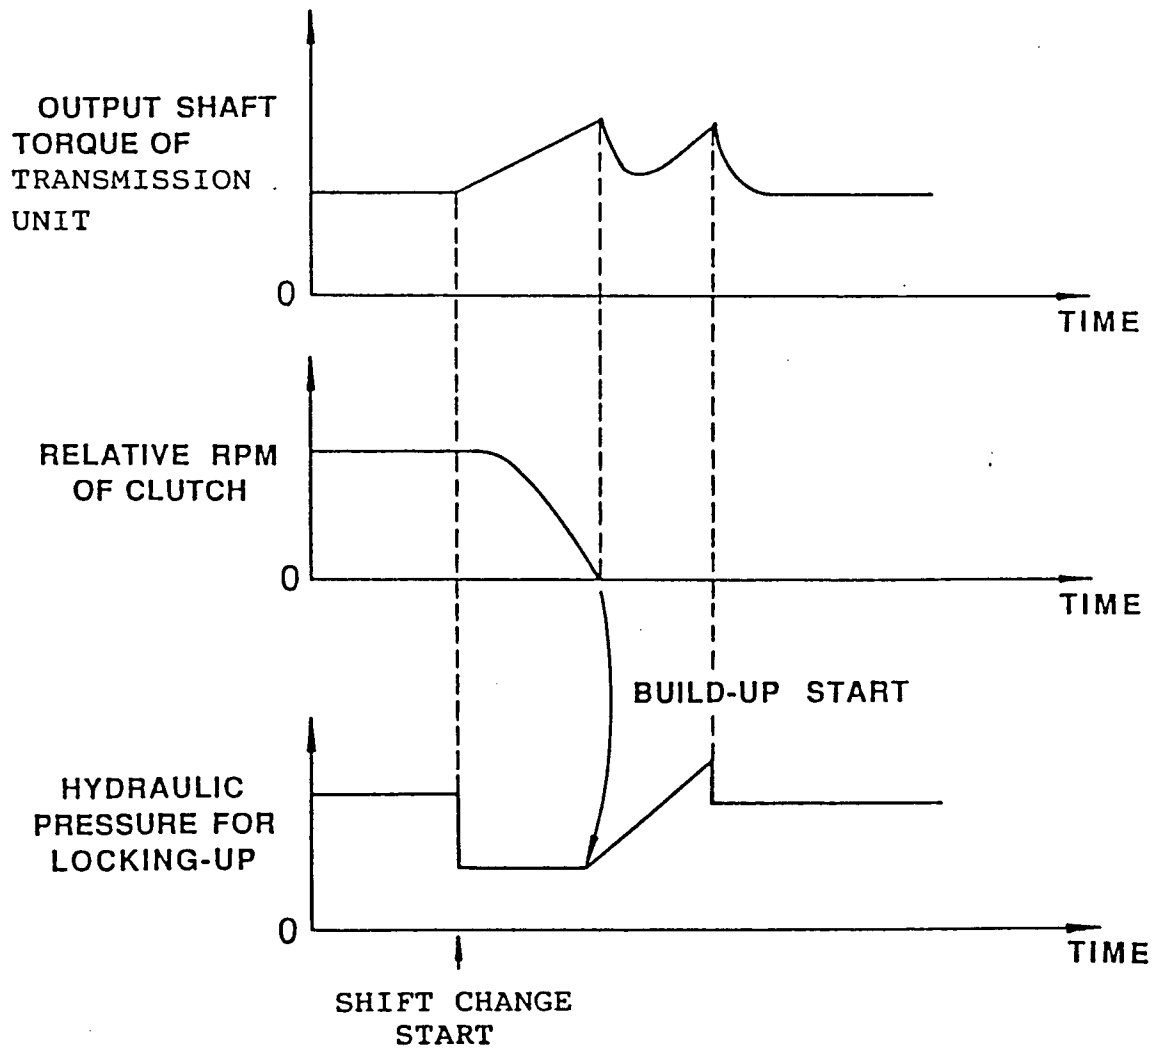 OUTPUT SHAFT
TORQUE OF
TRANSMISSION
UNIT
0
TIME
RELATIVE RPM
OF CLUTCH
0
TIME
BUILD-UP START
HYDRAULIC
PRESSURE FOR
LOCKING-UP
0
TIME
SHIFT CHANGE
START